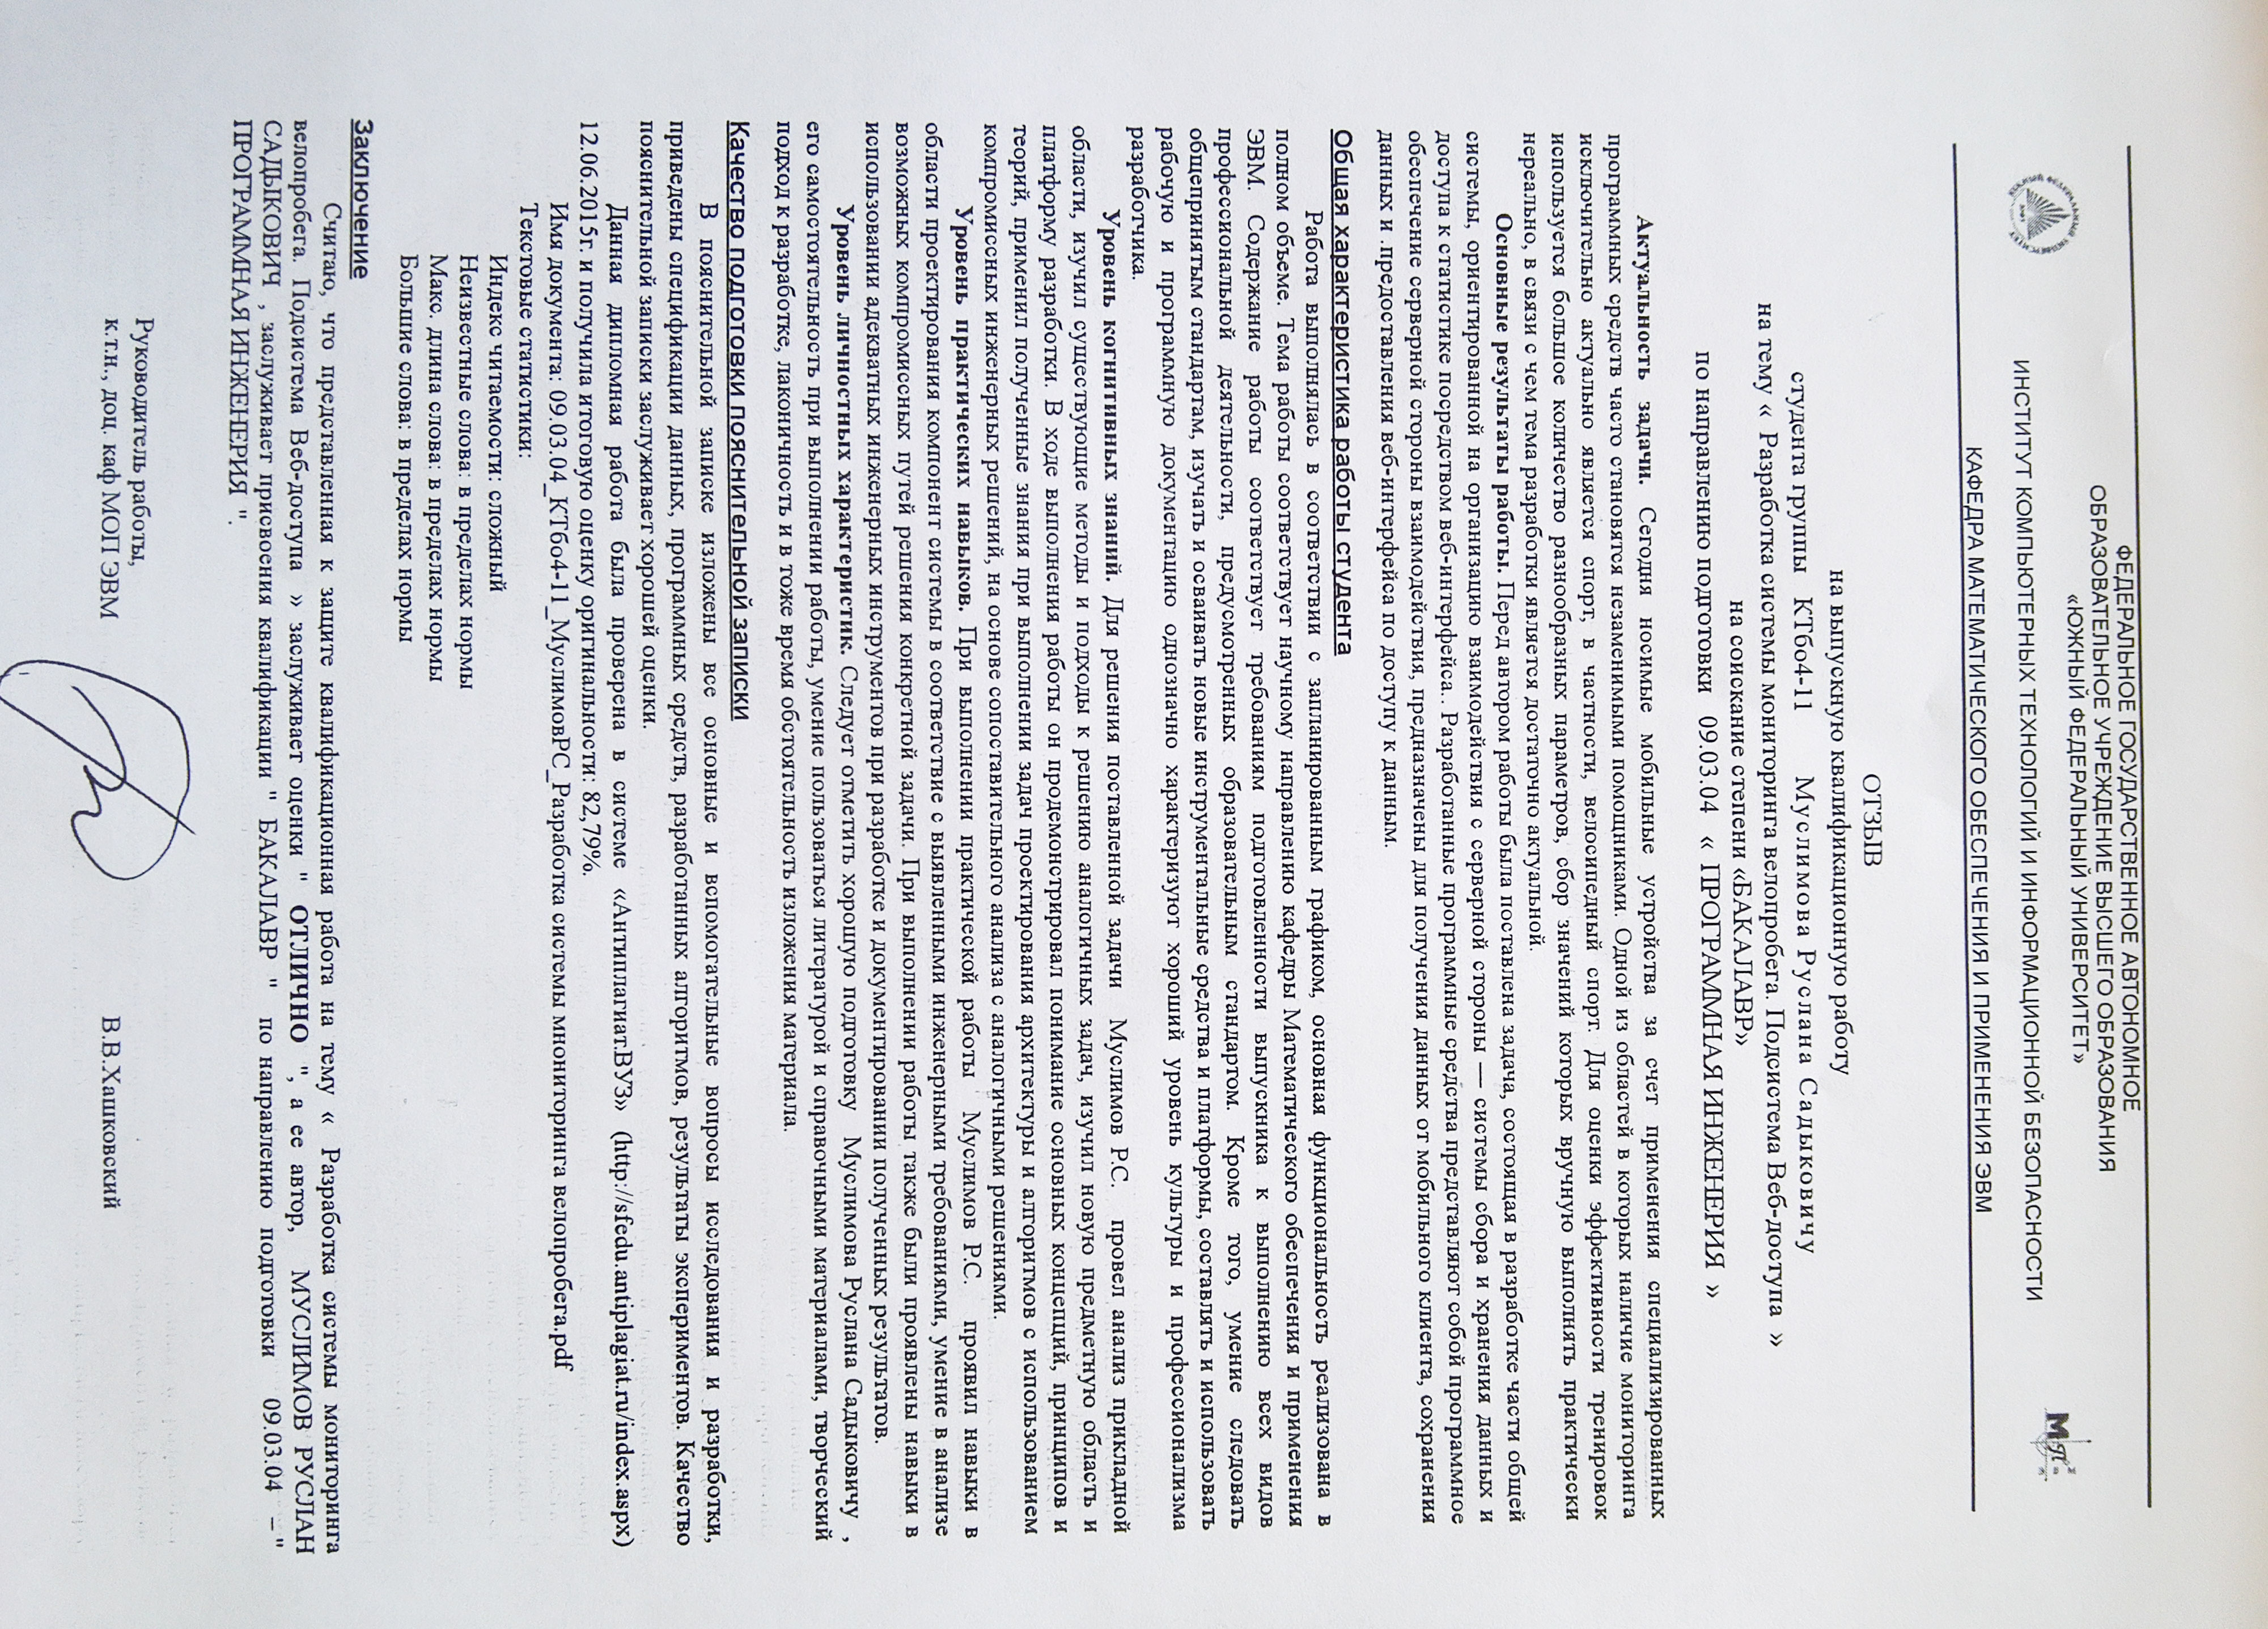 ФЕДЕРАЛЬНОЕ ГОСУДАРСТВЕННОЕ АВТОНОМНОЕ
ОБРАЗОВАТЕЛЬНОЕ УЧРЕЖДЕНИЕ ВЫСШЕГО ОБРАЗОВАНИЯ
«ЮЖНЫЙ ФЕДЕРАЛЬНЫЙ УНИВЕРСИТЕТ»
ИНСТИТУТ КОМПЬЮТЕРНЫХ ТЕХНОЛОГИЙ И ИНФОРМАЦИОННОЙ БЕЗОПАСНОСТИ
КАФЕДРА МАТЕМАТИЧЕСКОГО ОБЕСПЕЧЕНИЯ И ПРИМЕНЕНИЯ ЭВМ
ОТЗЫВ
на выпускную квалификационную работу
студента группы КТбо4-11 Муслимова Руслана Садыковичу
на тему « Разработка системы мониторинга велопробега. Подсистема Веб-доступа »
на соискание степени «БАКАЛАВР»
по направлению подготовки 09.03.04 « ПРОГРАММНАЯ ИНЖЕНЕРИЯ »
Актуальность задачи. Сегодня носимые мобильные устройства за счет применения специализированных
программных средств часто становятся незаменимыми помощниками. Одной из областей в которых наличие мониторинга
исключительно актуально является спорт, в частности, велосипедный спорт. Для оценки эффективности тренировок
используется большое количество разнообразных параметров, сбор значений которых вручную выполнять практически
нереально, в связи с чем тема разработки является достаточно актуальной.
Основные результаты работы. Перед автором работы была поставлена задача, состоящая в разработке части общей
системы, ориентированной на организацию взаимодействия с серверной стороны — системы сбора и хранения данных и
доступа к статистике посредством веб-интерфейса.. Разработанные программные средства представляют собой программное
обеспечение серверной стороны взаимодействия, предназначены для получения данных от мобильного клиента, сохранения
данных и .предоставления веб-интерфейса по доступу к данным.
Общая характеристика работы студента
Работа выполнялась в соответствии с запланированным графиком, основная функциональность реализована в
полном объеме. Тема работы соответствует научному направлению кафедры Математического обеспечения и применения
ЭВМ. Содержание работы соответствует требованиям подготовленности выпускника к выполнению всех видов
профессиональной деятельности, предусмотренных образовательным стандартом. Кроме того, умение следовать
общепринятым стандартам, изучать и осваивать новые инструментальные средства и платформы, составлять и использовать
рабочую и программную документацию однозначно характеризуют хороший уровень культуры и профессионализма
разработчика.
Уровень когнитивных знаний. Для решения поставленной задачи Муслимов Р.С. провел анализ прикладной
области, изучил существующие методы и подходы к решению аналогичных задач, изучил новую предметную область и
платформу разработки. В ходе выполнения работы он продемонстрировал понимание основных концепций, принципов и
теорий, применил полученные знания при выполнении задач проектирования архитектуры и алгоритмов с использованием
компромиссных инженерных решений, на основе сопоставительного анализа с аналогичными решениями.
Уровень практических навыков. При выполнении практической работы Муслимов Р.С. проявил навыки в
области проектирования компонент системы в соответствие с выявленными инженерными требованиями, умение в анализе
возможных компромиссных путей решения конкретной задачи. При выполнении работы также были проявлены навыки в
использовании адекватных инженерных инструментов при разработке и документировании полученных результатов.
Уровень личностных характеристик. Следует отметить хорошую подготовку Муслимова Руслана Садыковичу ,
его самостоятельность при выполнении работы, умение пользоваться литературой и справочными материалами, творческий
подход к разработке, лаконичность и в тоже время обстоятельность изложения материала.
Качество подготовки пояснительной записки
В пояснительной записке изложены все основные и вспомогательные вопросы исследования и разработки,
приведены спецификации данных, программных средств, разработанных алгоритмов, результаты экспериментов. Качество
пояснительной записки заслуживает хорошей оценки.
Данная дипломная работа была проверена в системе «Антиплагиат.ВУЗ» (http://sfedu.antiplagiat.ru/index.aspx)
12.06.2015г. и получила итоговую оценку оригинальности: 82,79%.
Имя документа: 09.03.04_КТбо4-11_МуслимовРС_Разработка системы мнониторинга велопробега.pdf
Текстовые статистики:
Индекс читаемости: сложный
Неизвестные слова: в пределах нормы
Макс. длина слова: в пределах нормы
Большие слова: в пределах нормы
Заключение
Считаю, что представленная к защите квалификационная работа на тему « Разработка системы мониторинга
велопробега. Подсистема Веб-доступа » заслуживает оценки " ОТЛИЧНО ", а ее автор, МУСЛИМОВ РУСЛАН
САДЫКОВИЧ , заслуживает присвоения квалификации " БАКАЛАВР " по направлению подготовки 09.03.04 –"
ПРОГРАММНАЯ ИНЖЕНЕРИЯ ".
Руководитель работы,
к.т.н., доц. каф МОП ЭВМ В.В.Хашковский